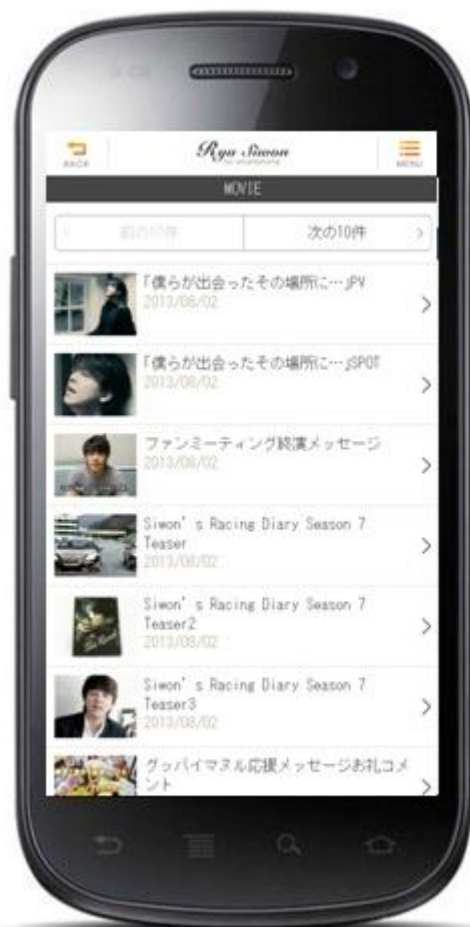 BACK
Ryu Siwon
MENU
MOVIE
前の10件
次の10件
「僕らが出会ったその場所に…」PV
2013/08/02
「僕らが出会ったその場所に…」SPOT
2013/08/02
ファンミーティング終演メッセージ
2013/08/02
Siwon’s Racing Diary Season 7
Teaser
2013/08/02
Siwon’s Racing Diary Season 7
Teaser2
2013/08/02
Siwon’s Racing Diary Season 7
Teaser3
2013/08/02
グッバイマヌル応援メッセージお礼コメ
ント